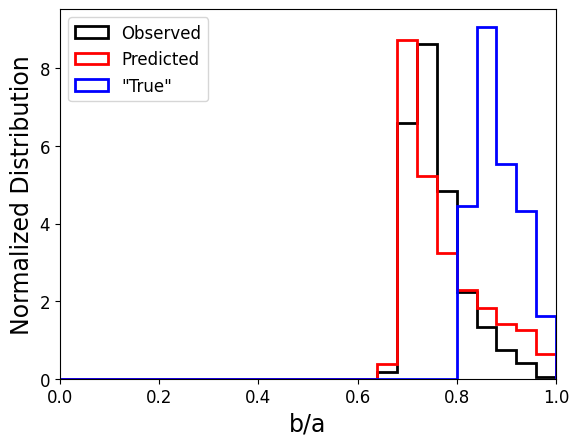 Observed
Predicted
"True"
Normalized Distribution
8
6
4
2
0
0.0 0.2 0.4 0.6 0.8 1.0
b/a